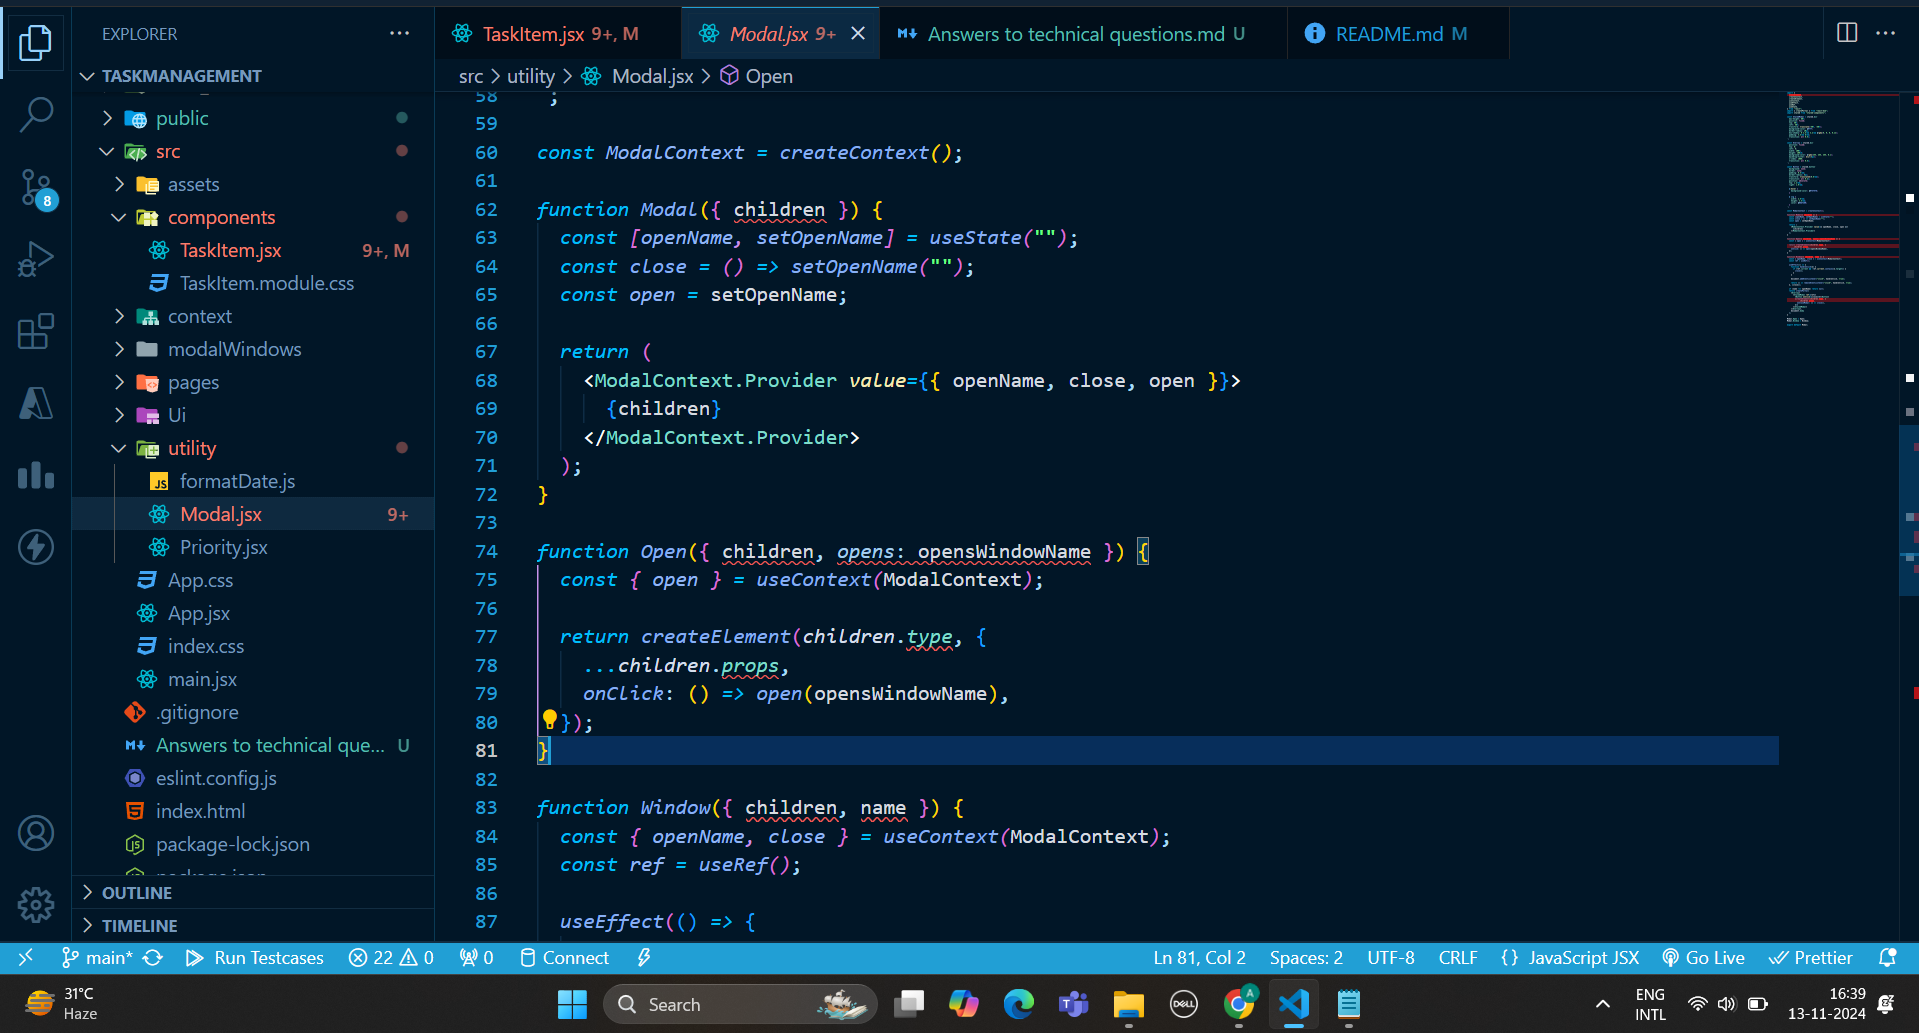 EXPLORER
TASKMANAGEMENT
public
src
assets
components
TaskItem.jsx 9+, M
TaskItem.module.css
context
modalWindows
pages
Ui
utility
formatDate.js
Modal.jsx 9+
Priority.jsx
App.css
App.jsx
index.css
main.jsx
.gitignore
Answers to technical que... U
eslint.config.js
index.html
package-lock.json
package.json
OUTLINE
TIMELINE
8
TaskItem.jsx 9+, M
Modal.jsx 9+
Answers to technical questions.md U
README.md M
src > utility > Modal.jsx > Open
58 `;
59
60 const ModalContext = createContext();
61
62 function Modal({ children }) {
63 const [openName, setOpenName] = useState("");
64 const close = () => setOpenName("");
65 const open = setOpenName;
66
67 return (
68 <ModalContext.Provider value={{ openName, close, open }}>
69 {children}
70 </ModalContext.Provider>
71 );
72 }
73
74 function Open({ children, opens: opensWindowName }) {
75 const { open } = useContext(ModalContext);
76
77 return createElement(children.type, {
78 ...children.props,
79 onClick: () => open(opensWindowName),
80 });
81 }
82
83 function Window({ children, name }) {
84 const { openName, close } = useContext(ModalContext);
85 const ref = useRef();
86
87 useEffect(() => {
main* Run Testcases 22 0 0 Connect Ln 81, Col 2 Spaces: 2 UTF-8 CRLF {} JavaScript JSX Go Live Prettier
31°C
Haze
Search
DELL
A
ENG
INTL
16:39
13-11-2024